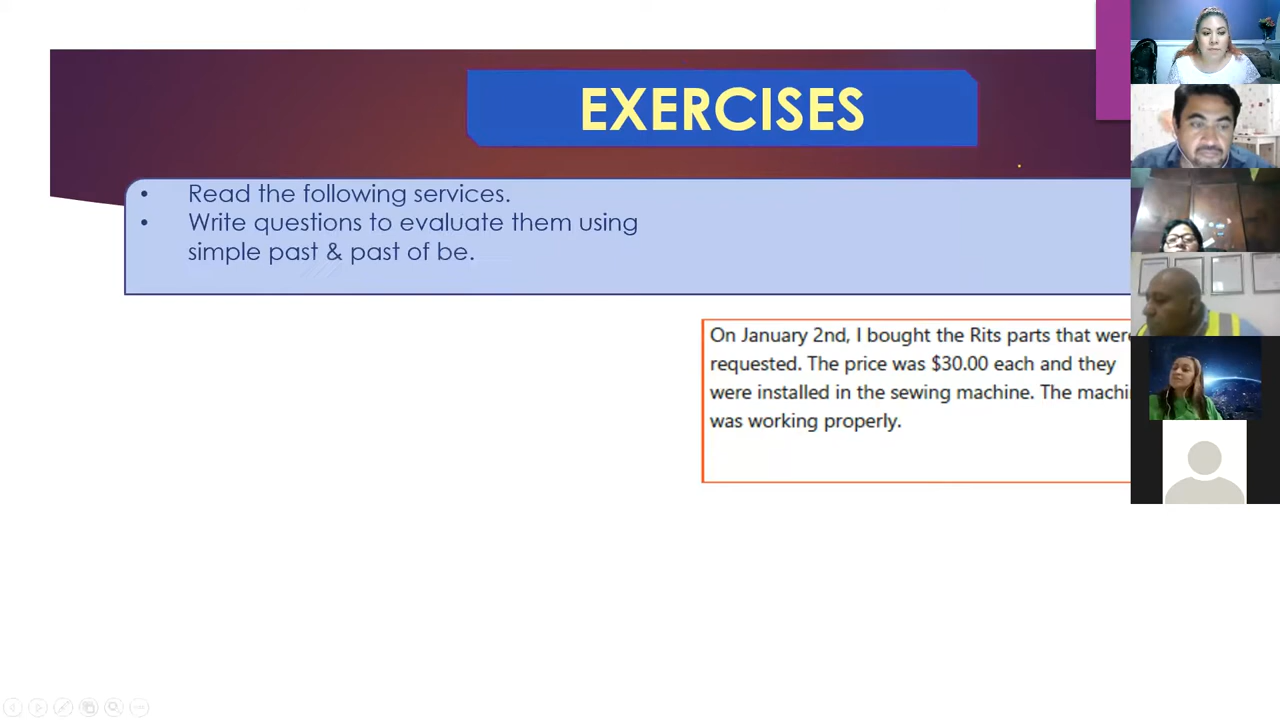 EXERCISES
• Read the following services.
• Write questions to evaluate them using
simple past & past of be.
On January 2nd, I bought the Rits parts that were
requested. The price was $30.00 each and they
were installed in the sewing machine. The machi
was working properly.